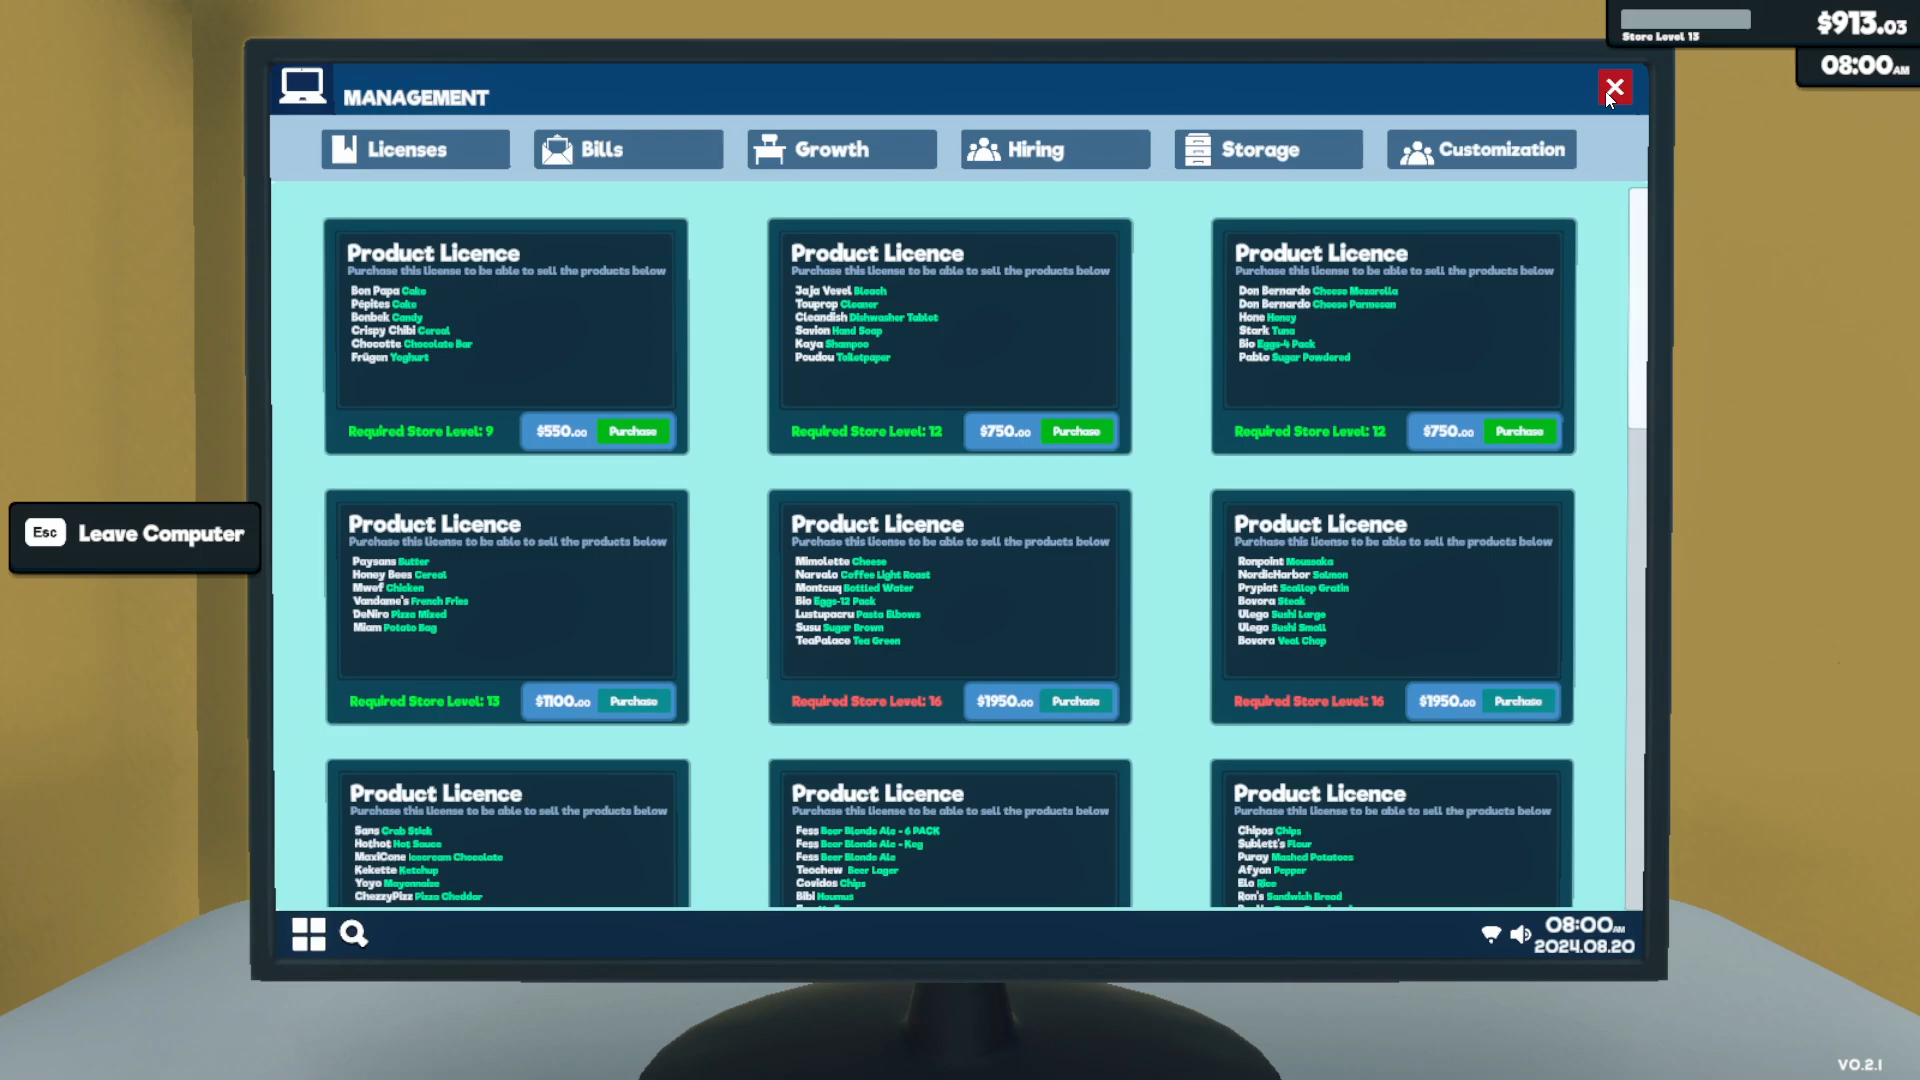 $913.03
Store Level 13
08:00AM
MANAGEMENT
Licenses
Bills
Growth
Hiring
Storage
Customization
Product Licence
Purchase this license to be able to sell the products below
Bon Papa Cake
Pépites Cake
Bonbek Candy
Crispy Chibi Cereal
Chocotte Chocolate Bar
Frügen Yoghurt
Required Store Level: 9
$550.00
Purchase
Product Licence
Purchase this license to be able to sell the products below
Jaja Vevel Bleach
Touprop Cleaner
Cleandish Dishwasher Tablet
Savion Hand Soap
Kaya Shampoo
Poudou Toiletpaper
Required Store Level: 12
$750.00
Purchase
Product Licence
Purchase this license to be able to sell the products below
Don Bernardo Cheese Mozarella
Don Bernardo Cheese Parmesan
Hone Honey
Stark Tuna
Bio Eggs-4 Pack
Pablo Sugar Powdered
Required Store Level: 12
$750.00
Purchase
Esc Leave Computer
Product Licence
Purchase this license to be able to sell the products below
Paysans Butter
Honey Bees Cereal
Mwef Chicken
Vandame's French Fries
DeNiro Pizza Mixed
Miam Potato Bag
Required Store Level: 13
$1100.00
Purchase
Product Licence
Purchase this license to be able to sell the products below
Mimolette Cheese
Narvalo Coffee Light Roast
Montcuq Bottled Water
Bio Eggs-12 Pack
Lustupacru Pasta Elbows
Susu Sugar Brown
TeaPalace Tea Green
Required Store Level: 16
$1950.00
Purchase
Product Licence
Purchase this license to be able to sell the products below
Ronpoint Moussaka
NordicHarbor Salmon
Prypiat Scallop Gratin
Bovora Steak
Ulego Sushi Large
Ulego Sushi Small
Bovora Veal Chop
Required Store Level: 16
$1950.00
Purchase
Product Licence
Purchase this license to be able to sell the products below
Sans Crab Stick
Hothot Hot Sauce
MaxiCone Icecream Chocolate
Kekette Ketchup
Yoyo Mayonnaise
ChezzyPizz Pizza Cheddar
Product Licence
Purchase this license to be able to sell the products below
Fess Beer Blonde Ale - 6 PACK
Fess Beer Blonde Ale - Keg
Fess Beer Blonde Ale
Teochew Beer Lager
Covidos Chips
Bibi Houmus
Product Licence
Purchase this license to be able to sell the products below
Chipos Chips
Sublett's Flour
Puray Mashed Potatoes
Afyon Pepper
Elo Rice
Ron's Sandwich Bread
08:00AM
2024.08.20
V0.2.1